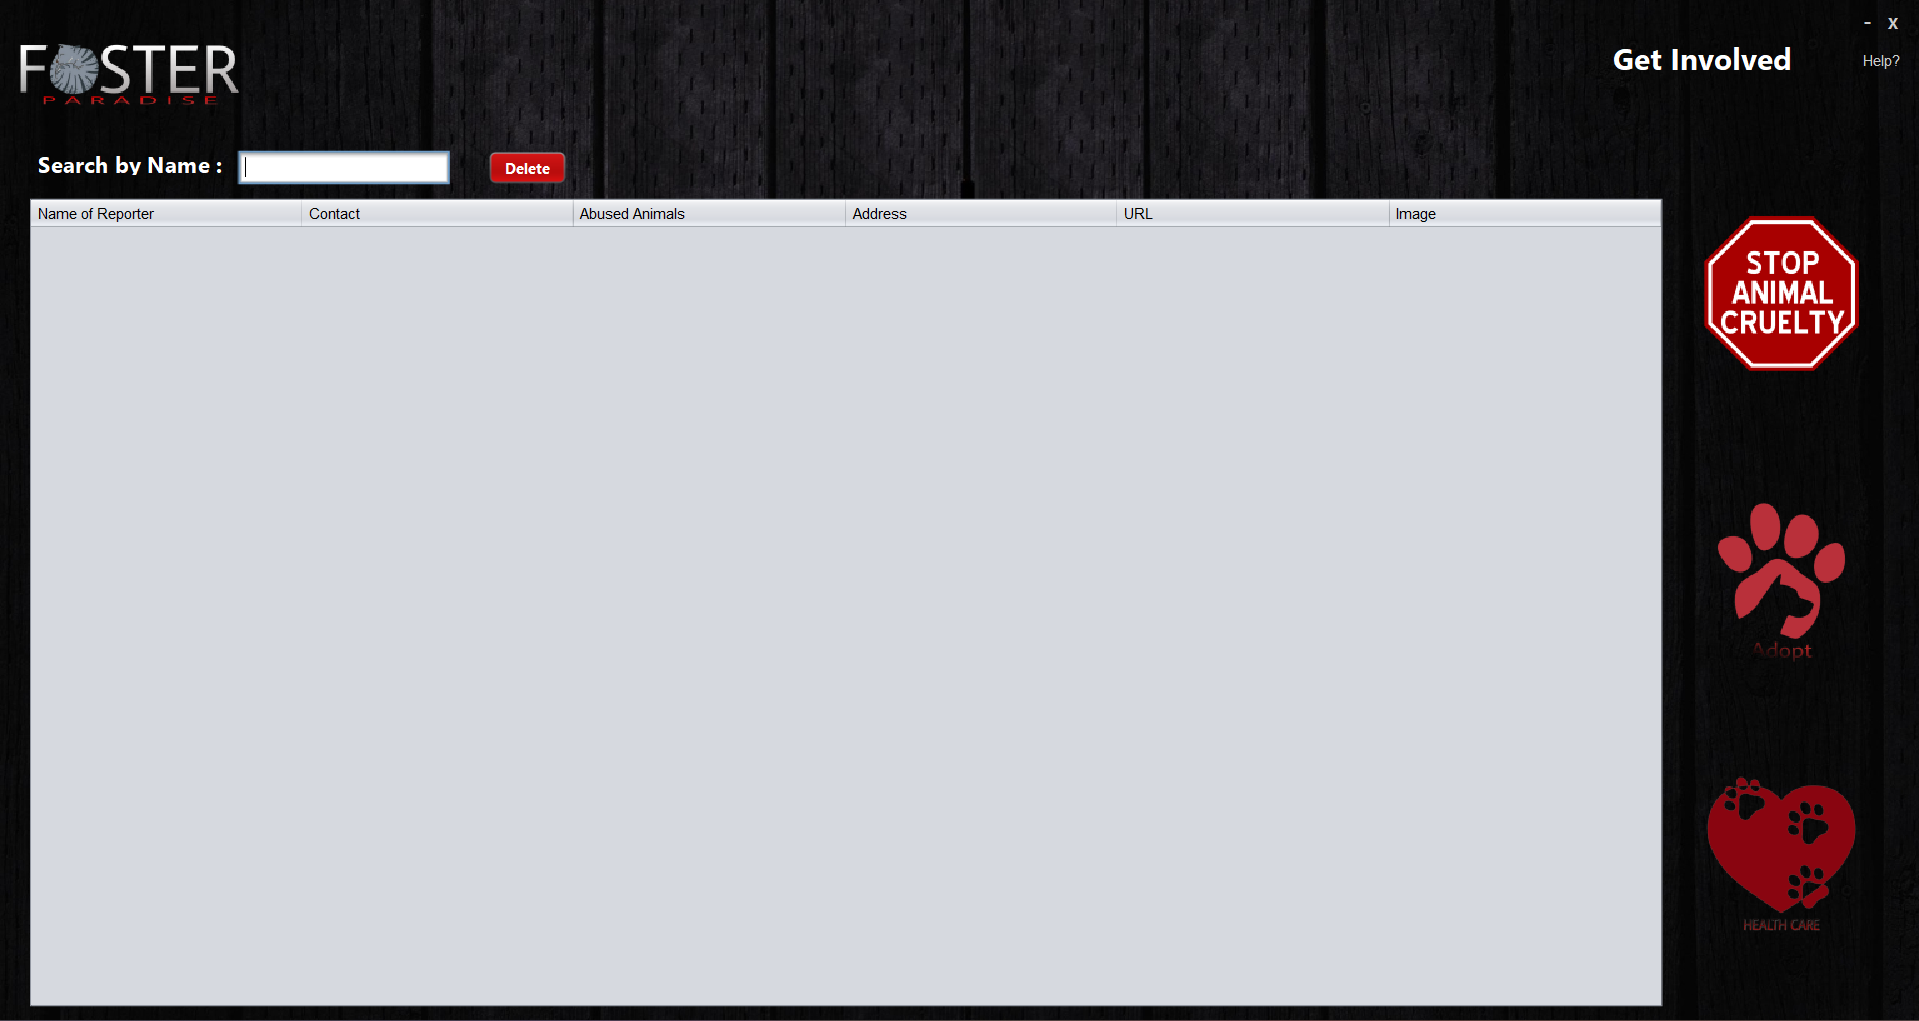 - x
FOSTER
PARADISE
Get Involved
Help?
Search by Name :
Delete
Name of Reporter
Contact
Abused Animals
Address
URL
Image
STOP
ANIMAL
CRUELTY
Adopt
HEALTH CARE